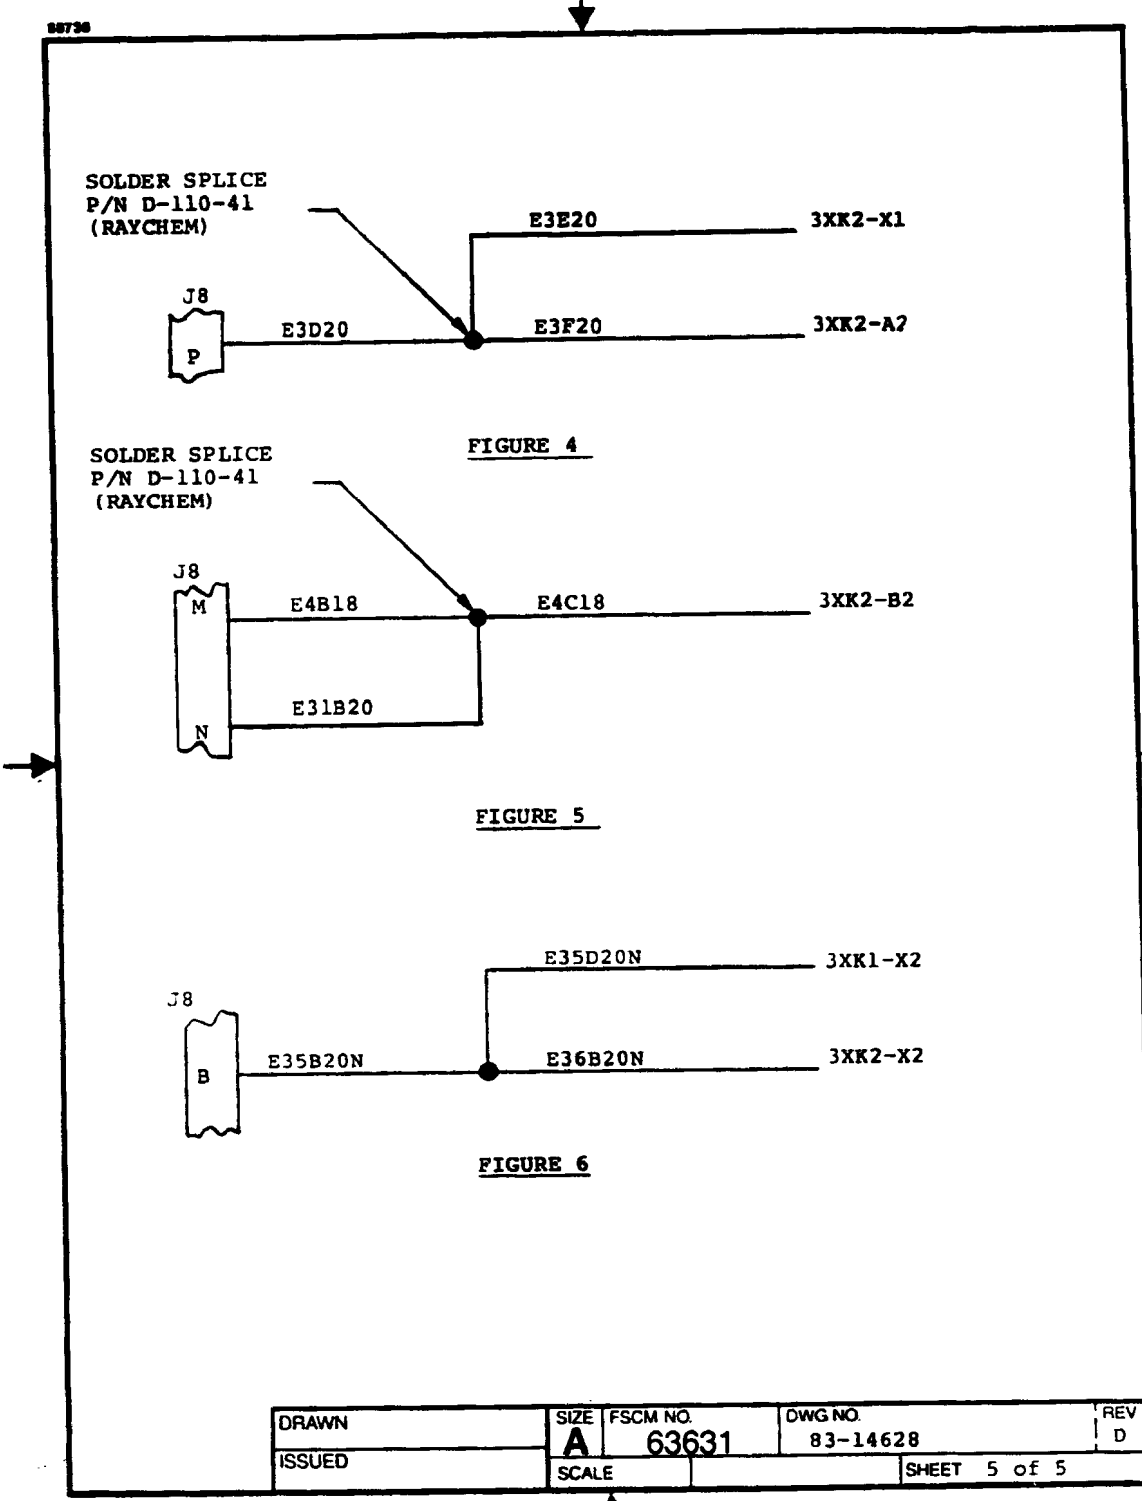 SOLDER SPLICE
P/N D-110-41
(RAYCHEM)
E3E20
3XK2-X1
J8
E3D20
E3F20
3XK2-A2
P
FIGURE 4
SOLDER SPLICE
P/N D-110-41
(RAYCHEM)
J8
M
E4B18
E4C18
3XK2-B2
E31B20
N
FIGURE 5
E35D20N
3XK1-X2
J8
E35B20N
E36B20N
3XK2-X2
B
FIGURE 6
DRAWN
SIZE
FSCM NO.
DWG NO.
REV
A
63631
83-14628
D
ISSUED
SCALE
SHEET 5 of 5